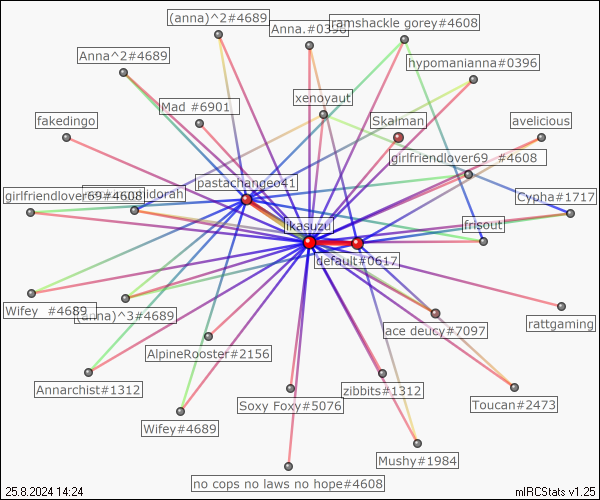 (anna)^2#4689
Anna.#0396
ramshackle gorey#4608
Anna^2#4689
hypomanianna#0396
xenoyaut
Mad #6901
fakedingo
Skalman
avelicious
girlfriendlover69 #4608
pastachangeo41
girlfriendlover69#4608
lidorah
Cypha#1717
likasuzu
frisout
default#0617
Wifey #4689
(anna)^3#4689
rattgaming
lace deucy#7097
AlpineRooster#2156
Annarchist#1312
zibbits#1312
Soxy Foxy#5076
Toucan#2473
Wifey#4689
Mushy#1984
no cops no laws no hope#4608
25.8.2024 14:24
mIRCStats v1.25